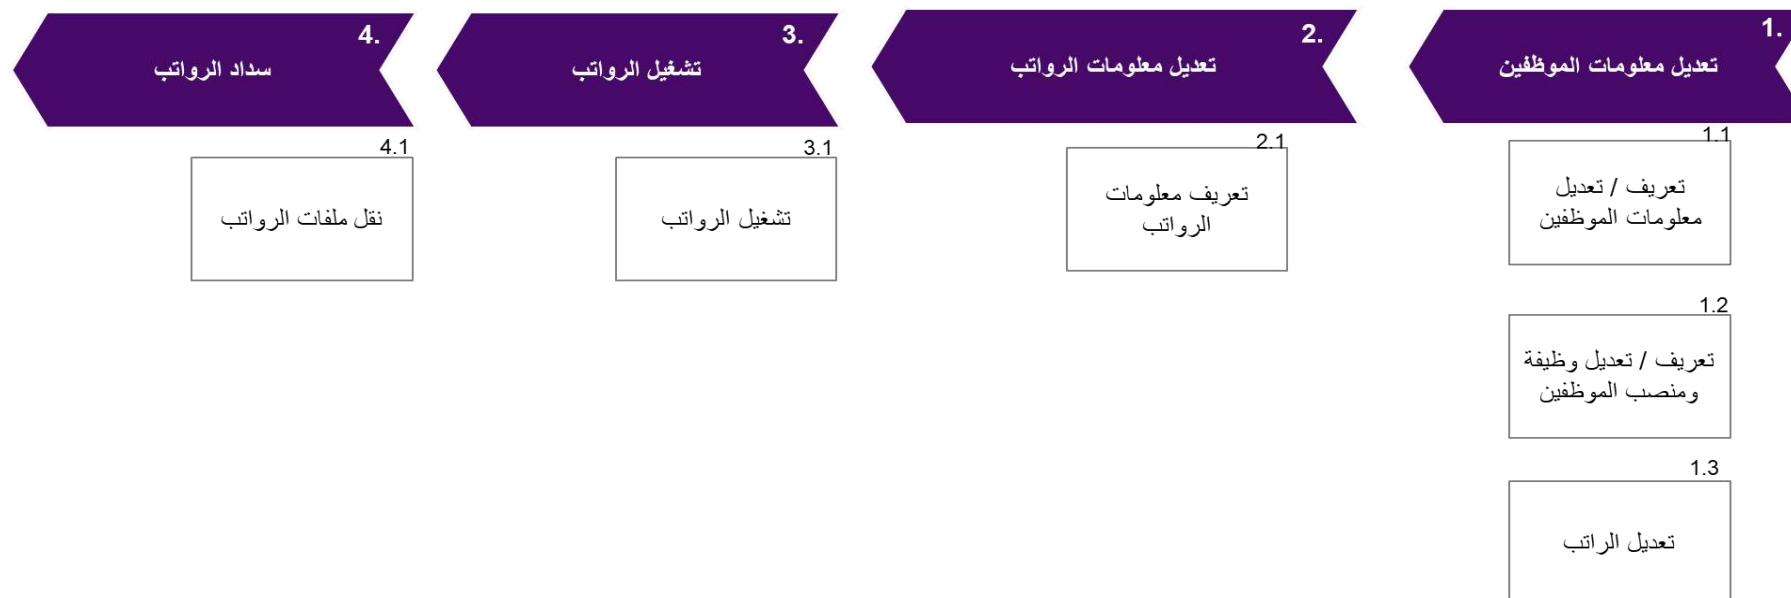 1.
تعديل معلومات الموظفين
1.1
تعريف / تعديل
معلومات الموظفين
1.2
تعريف / تعديل وظيفة
ومنصب الموظفين
1.3
تعديل الراتب
2.
تعديل معلومات الرواتب
2.1
تعريف معلومات
الرواتب
3.
تشغيل الرواتب
3.1
تشغيل الرواتب
4.
سداد الرواتب
4.1
نقل ملفات الرواتب